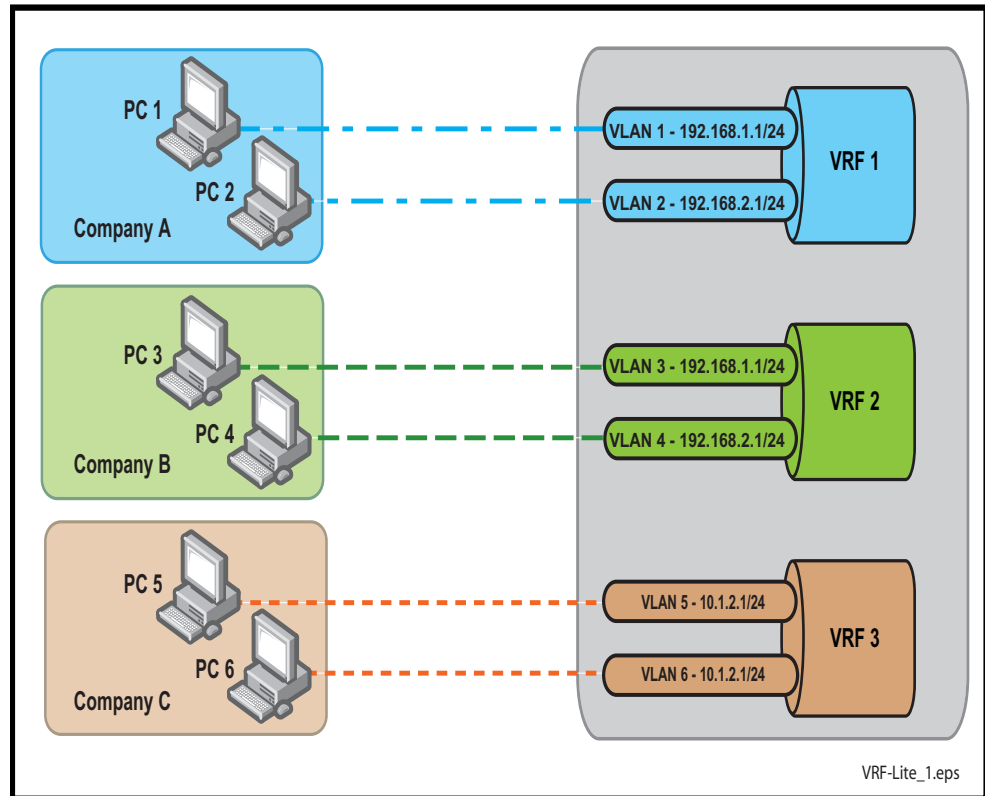 PC 1
PC 2
Company A
VLAN 1 - 192.168.1.1/24
VLAN 2 - 192.168.2.1/24
VRF 1
PC 3
PC 4
Company B
VLAN 3 - 192.168.1.1/24
VLAN 4 - 192.168.2.1/24
VRF 2
PC 5
PC 6
Company C
VLAN 5 - 10.1.2.1/24
VLAN 6 - 10.1.2.1/24
VRF 3
VRF-Lite_1.eps